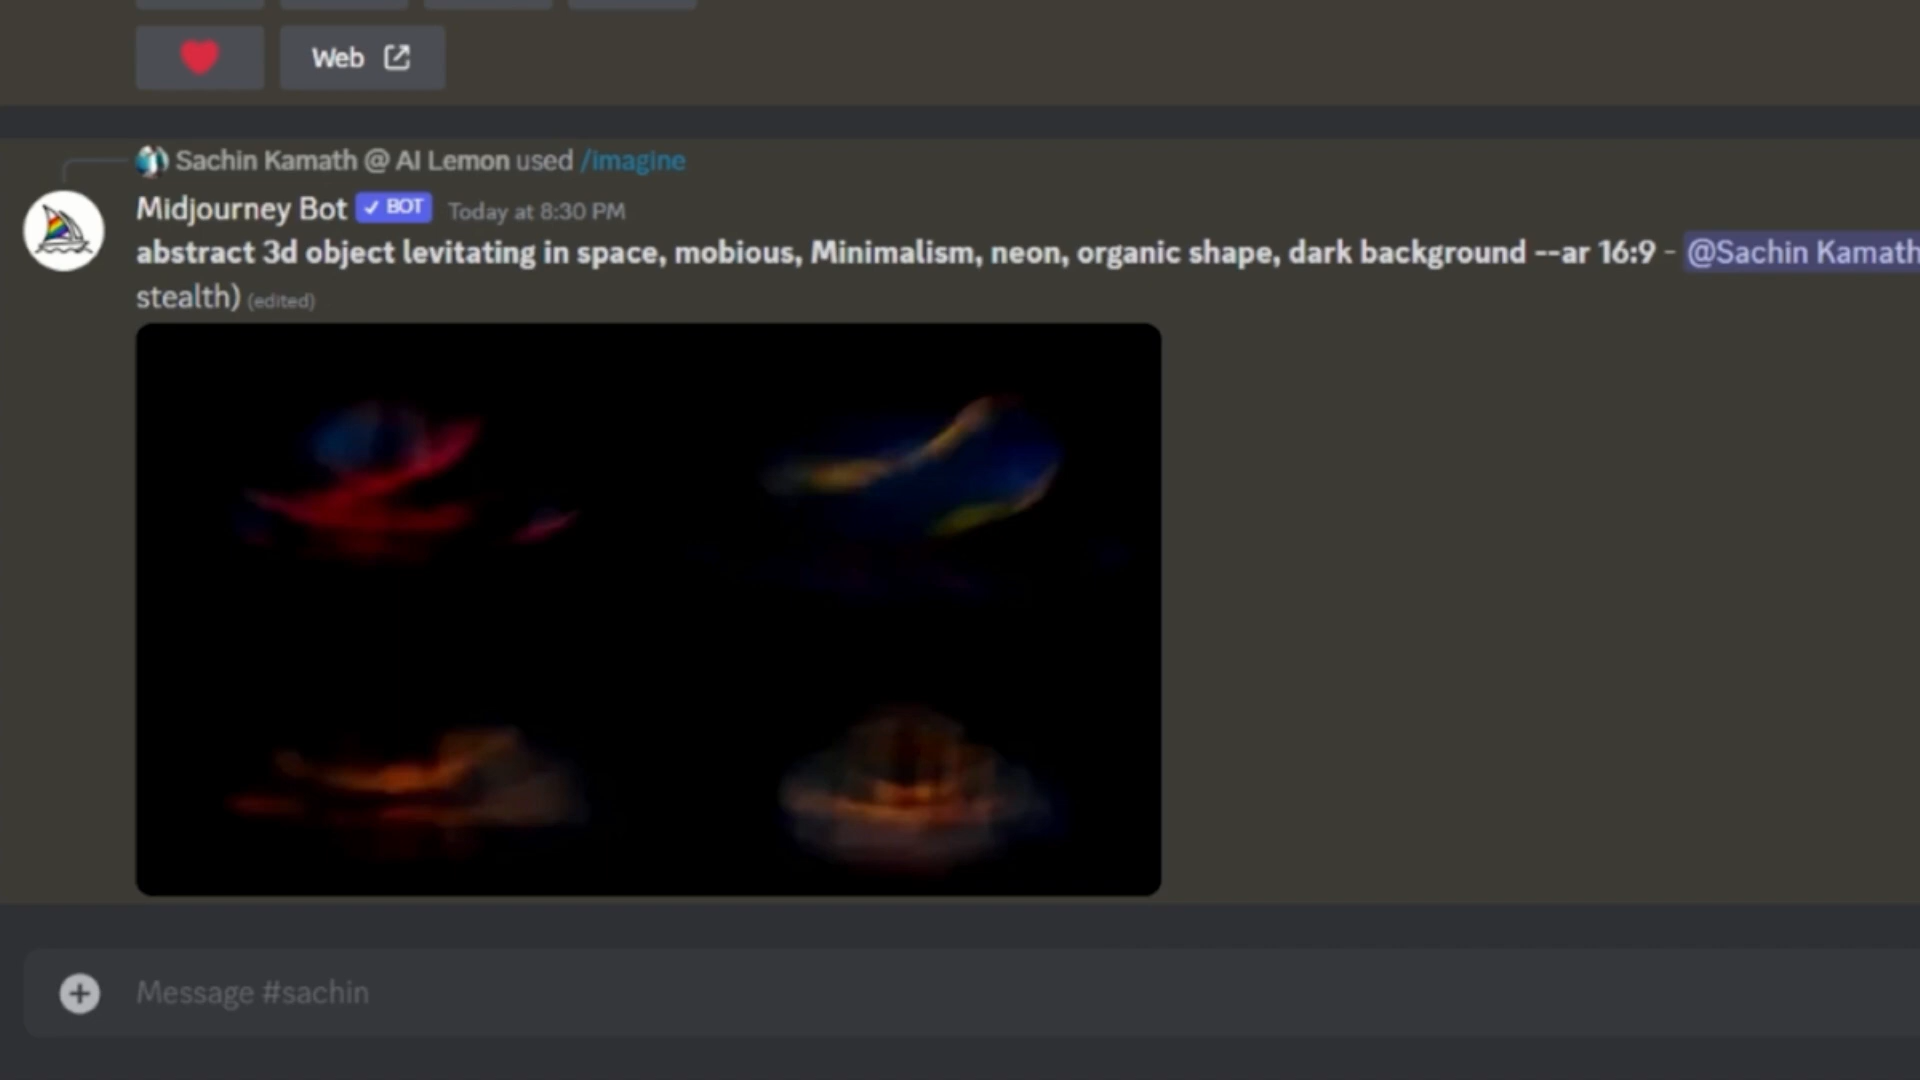 Web
Sachin Kamath @ AI Lemon used /imagine
Midjourney Bot BOT Today at 8:30 PM
abstract 3d object levitating in space, mobious, Minimalism, neon, organic shape, dark background --ar 16:9 - @Sachin Kamath
stealth) (edited)
Message #sachin